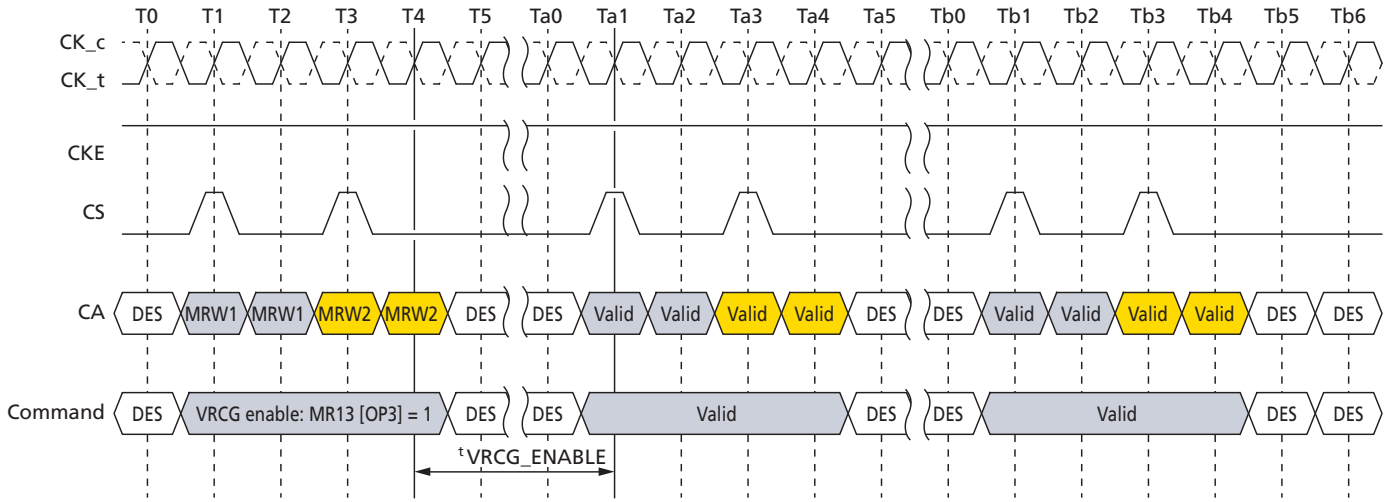 T0 T1 T2 T3 T4 T5 Ta0 Ta1 Ta2 Ta3 Ta4 Ta5 Tb0 Tb1 Tb2 Tb3 Tb4 Tb5 Tb6
CK_c
CK_t
CKE
CS
CA DES MRW1 MRW1 MRW2 MRW2 DES DES Valid Valid Valid Valid DES DES Valid Valid Valid Valid DES DES
Command DES VRCG enable: MR13 [OP3] = 1 DES DES Valid DES DES Valid DES DES
tVRCG_ENABLE